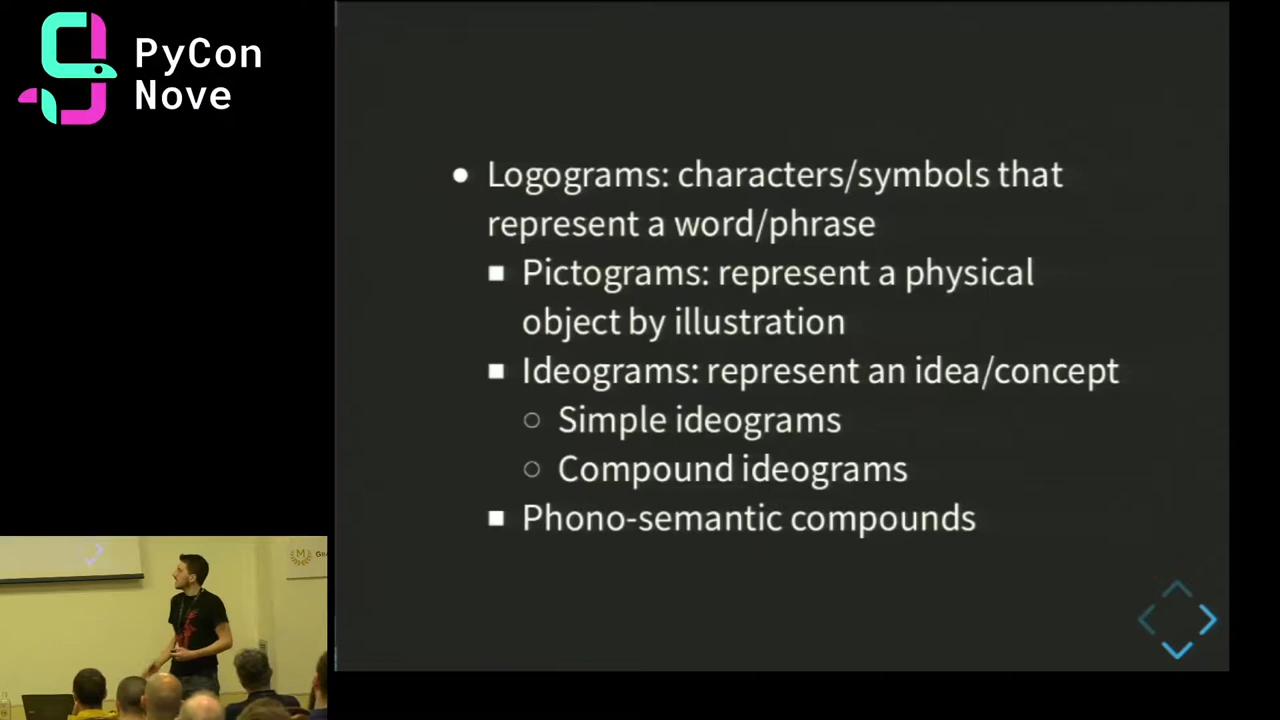 PyCon
Nove
Logograms: characters/symbols that
represent a word/phrase
Pictograms: represent a physical
object by illustration
Ideograms: represent an idea/concept
Simple ideograms
Compound ideograms
Phono-semantic compounds